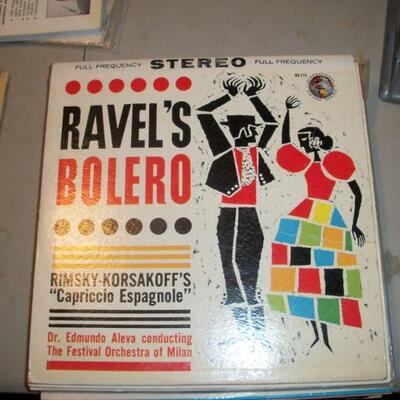 FULL FREQUENCY STEREO FULL FREQUENCY
RAVEL'S
BOLERO
RIMSKY-KORSAKOFF'S
"Capriccio Espagnole"
Dr. Edmundo Aleva conducting
The Festival Orchestra of Milan